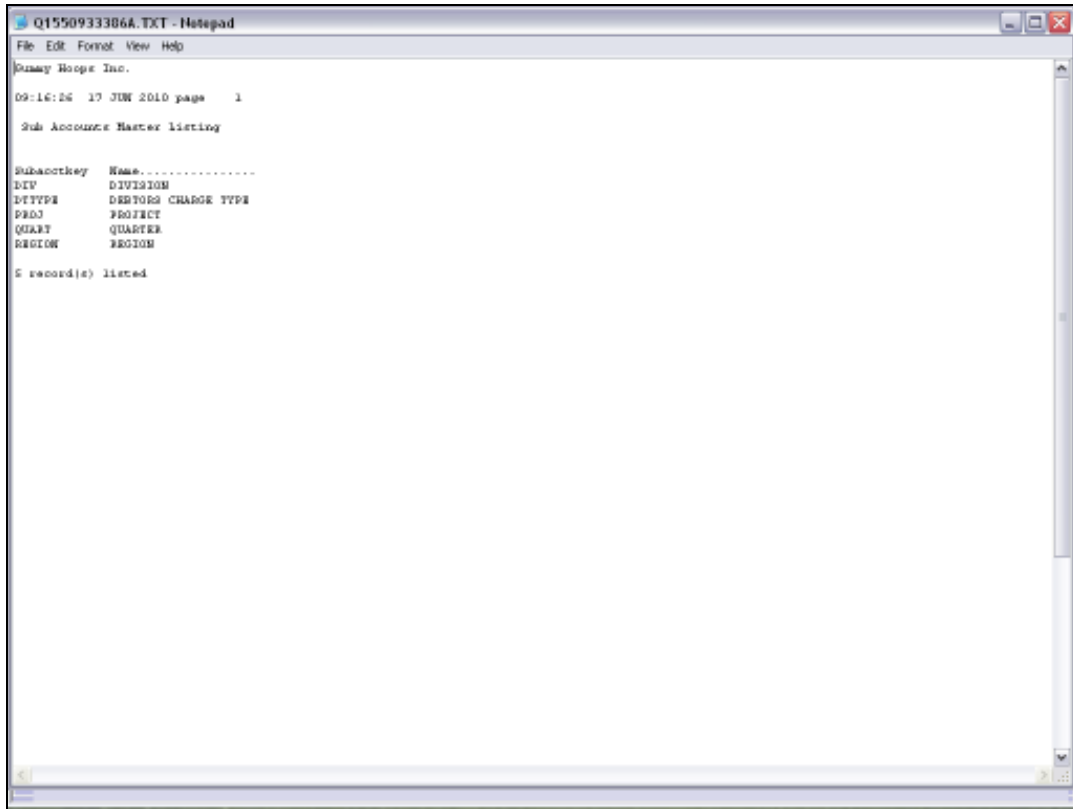 Q1550933386A.TXT - Notepad
File Edit Format View Help
Gummy Hoops Inc.
09:16:26 17 JUN 2010 page 1
Sub Accounts Master listing
Subacctkey Name................
DIV DIVISION
DTTYPE DEBTORS CHARGE TYPE
PROJ PROJECT
QUART QUARTER
REGION REGION
5 record(s) listed